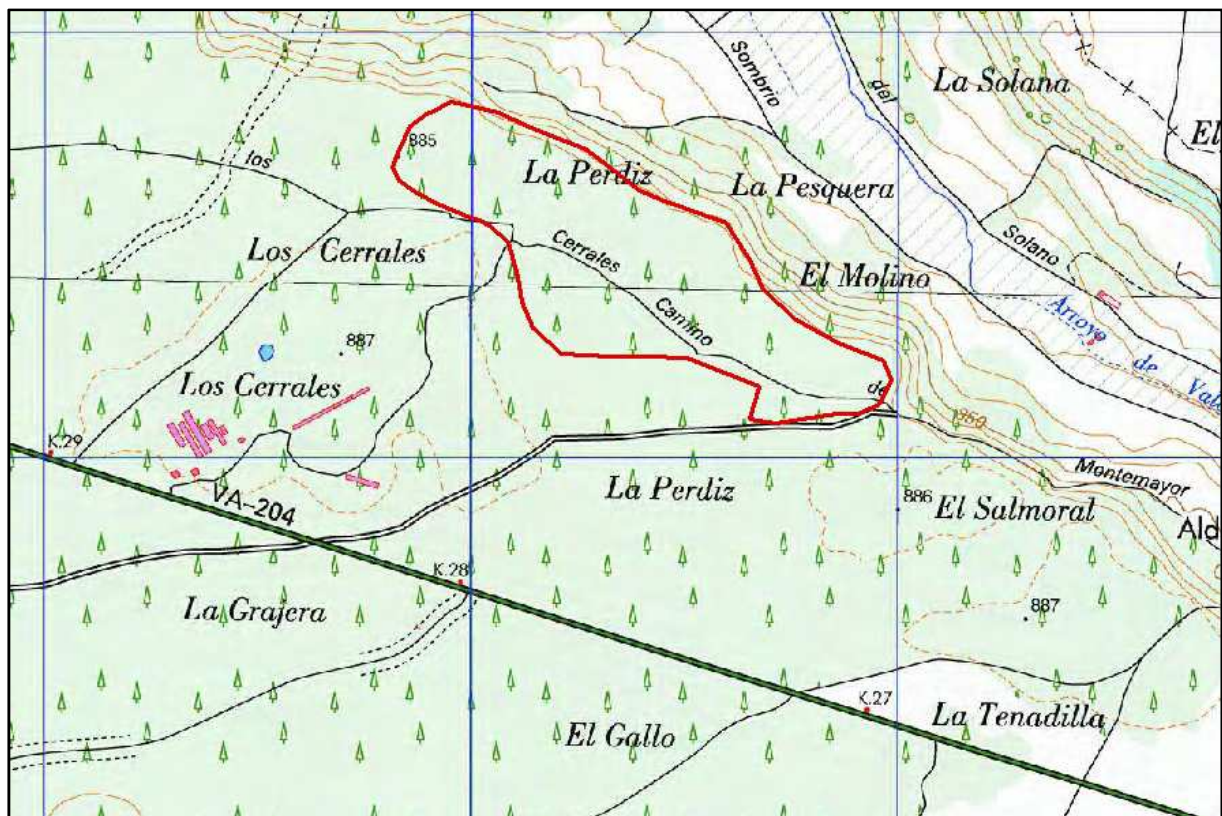 Sombrio
del
La Solana
885
los
El
La Perdiz
La Pesquera
Los Cerrales
Cerrales
Solano
El Molino
Camino
Arroyo
de
887
Los Cerrales
de
860
K.29
Montemayor
La Perdiz
886
El Salmoral
VA-204
Ald
K.28
La Grajera
887
K.27
La Tenadilla
El Gallo